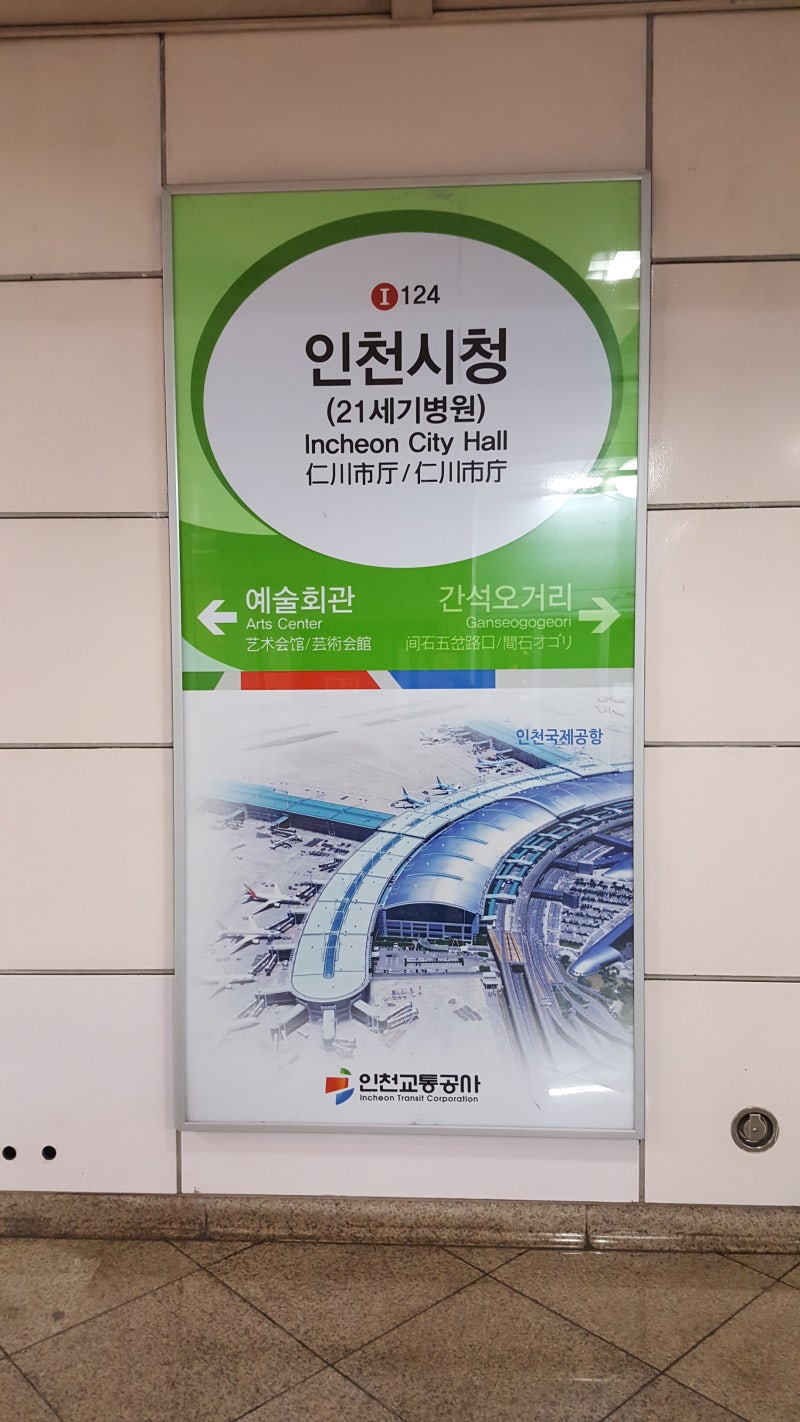 I 124
인천시청
(21세기병원)
Incheon City Hall
仁川市厅/仁川市庁
예술회관
Arts Center
艺术会馆/芸術会館
간석오거리
Ganseogogeori
间石五岔路口/間石オゴリ
인천국제공항
인천교통공사
Incheon Transit Corporation